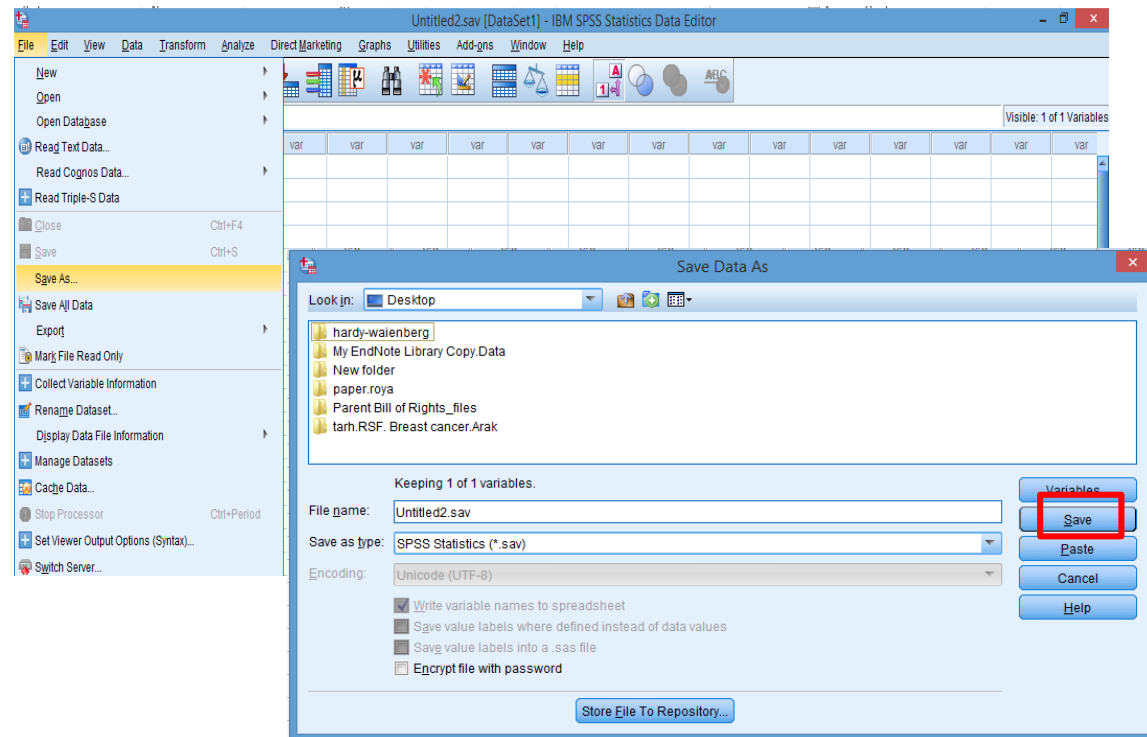 Untitled2.sav [DataSet1] - IBM SPSS Statistics Data Editor
File Edit View Data Transform Analyze Direct Marketing Graphs Utilities Add-ons Window Help
New
Open
Open Database
Read Text Data...
Read Cognos Data...
Read Triple-S Data
Close Ctrl+F4
Save Ctrl+S
Save As...
Save All Data
Export
Mark File Read Only
Collect Variable Information
Rename Dataset...
Display Data File Information
Manage Datasets
Cache Data...
Stop Processor Ctrl+Period
Set Viewer Output Options (Syntax)...
Switch Server...
μ A 1 ABC
Visible: 1 of 1 Variables
var var var var var var var var var var var var var var
Save Data As
Look in: Desktop
hardy-waienberg
My EndNote Library Copy.Data
New folder
paper.roya
Parent Bill of Rights_files
tarh.RSF. Breast cancer.Arak
Keeping 1 of 1 variables.
File name: Untitled2.sav
Save as type: SPSS Statistics (*.sav)
Encoding: Unicode (UTF-8)
Write variable names to spreadsheet
Save value labels where defined instead of data values
Save value labels into a .sas file
Encrypt file with password
Variables...
Save
Paste
Cancel
Help
Store File To Repository...